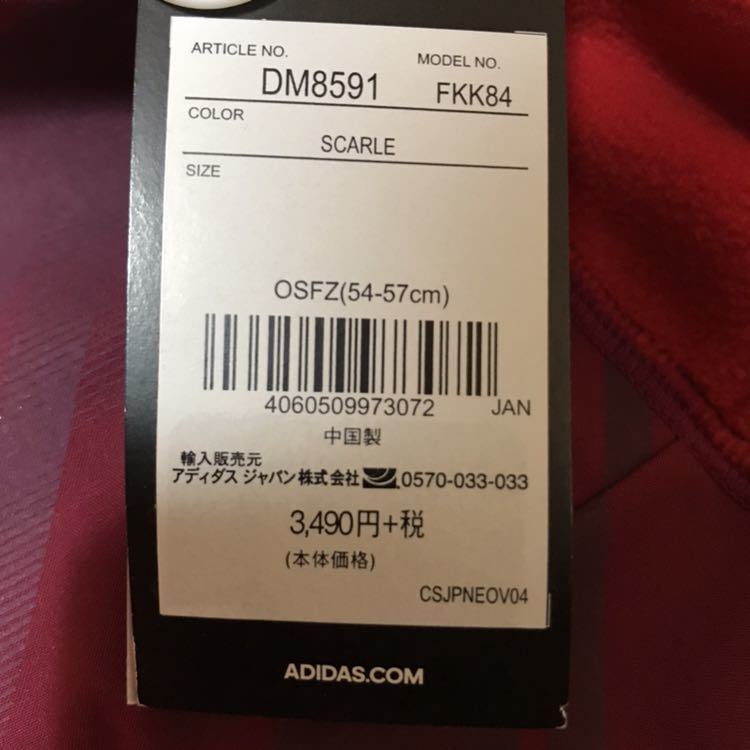 ARTICLE NO.
MODEL NO.
DM8591
FKK84
COLOR
SCARLE
SIZE
OSFZ(54-57cm)
4060509973072 JAN
中国製
輸入販売元
アディダス ジャパン株式会社 0570-033-033
3,490円+税
(本体価格)
CSJPNEOV04
ADIDAS.COM